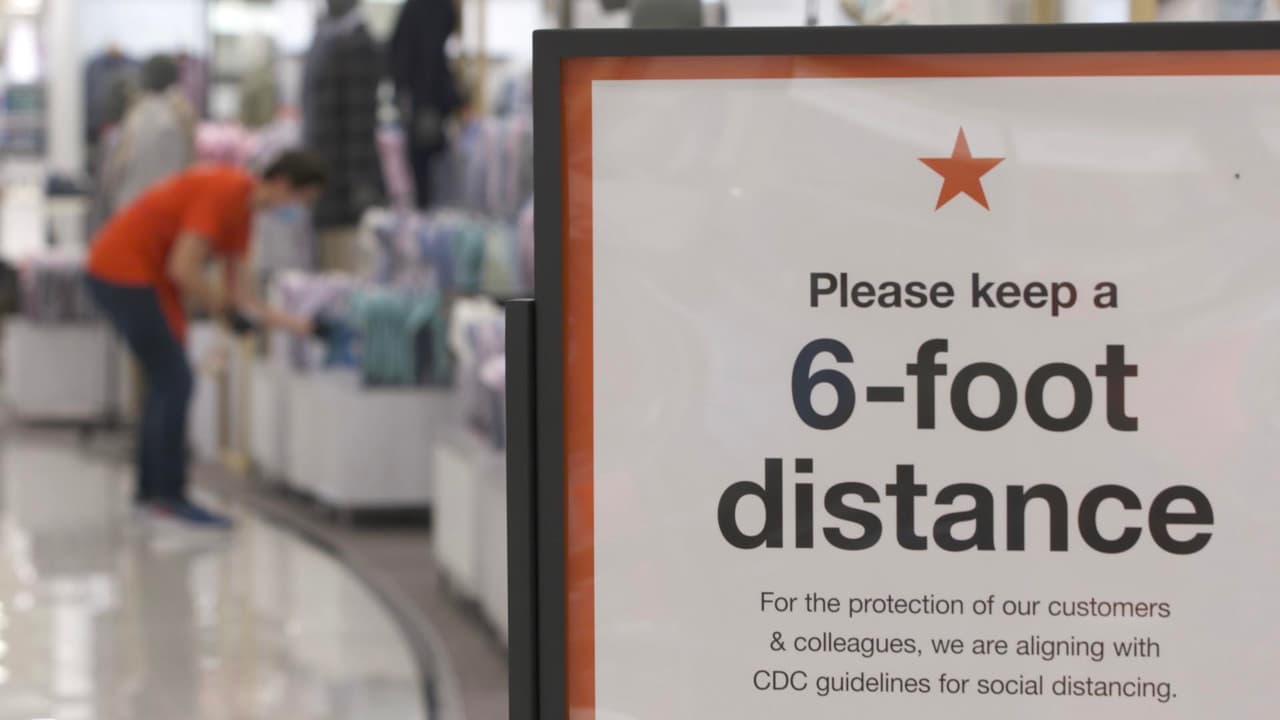 Please keep a
6-foot
distance
For the protection of our customers
& colleagues, we are aligning with
CDC guidelines for social distancing.